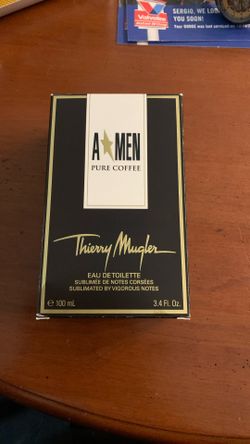 Valvoline
SERGIO, WE LOO
YOU SOON!
A★MEN
PURE COFFEE
Thierry Mugler
EAU DE TOILETTE
SUBLIMÉE DE NOTES CORSÉES
SUBLIMATED BY VIGOROUS NOTES
e 100 mL 3.4 Fl. Oz.